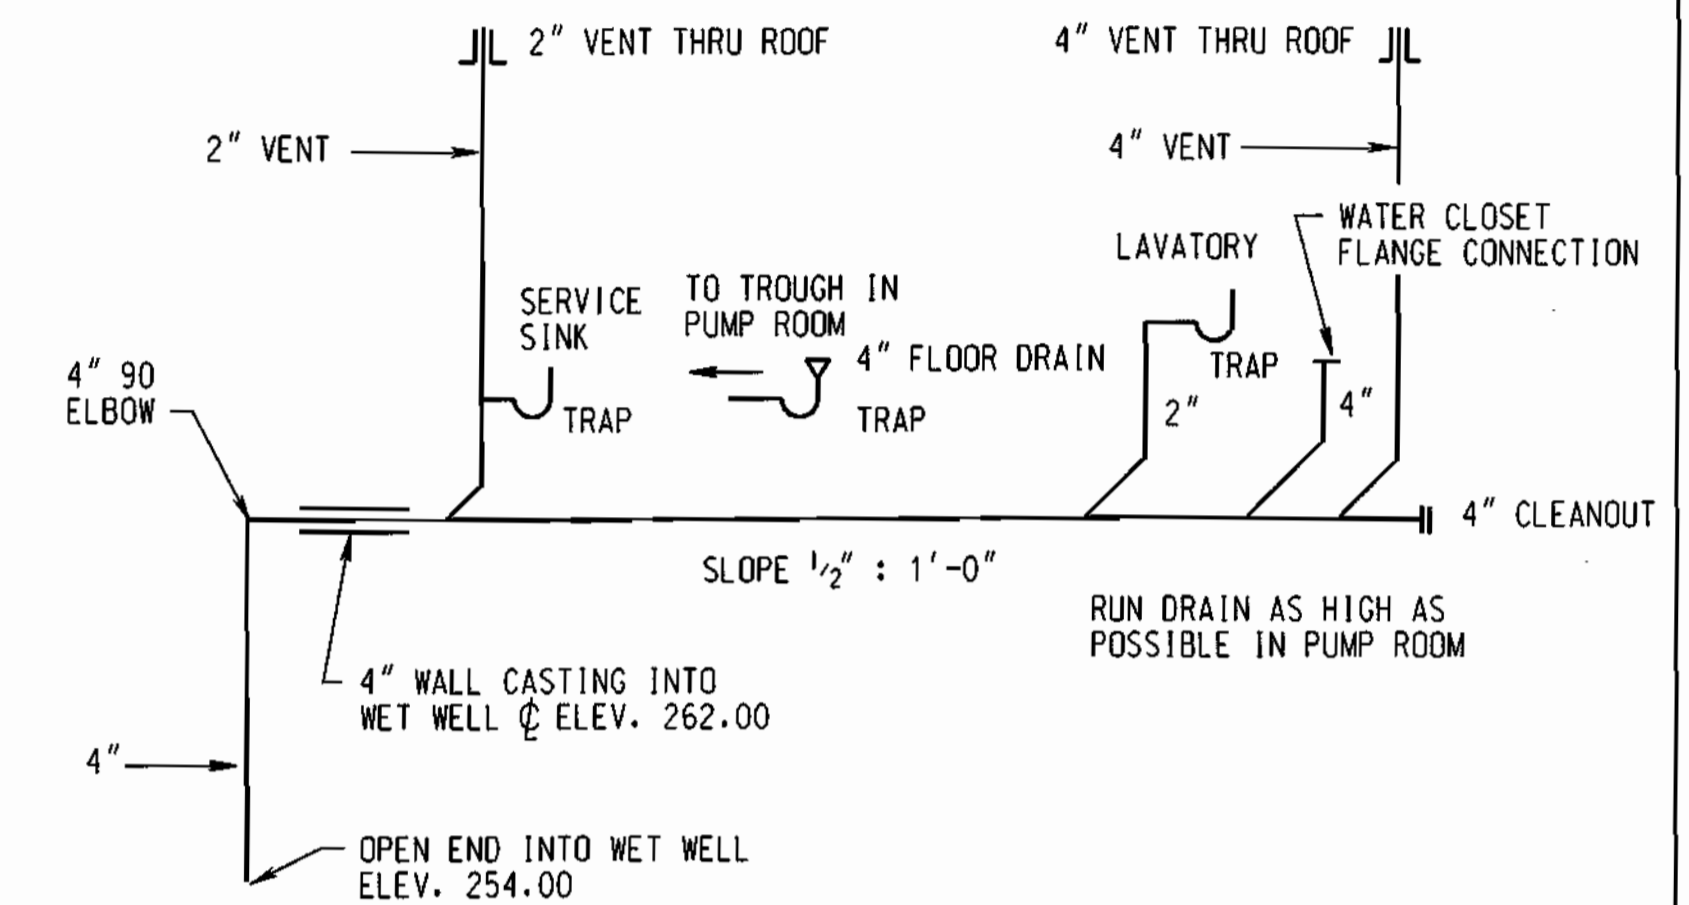 2" VENT THRU ROOF
4" VENT THRU ROOF
2" VENT
4" VENT
WATER CLOSET
FLANGE CONNECTION
LAVATORY
SERVICE
SINK
TO TROUGH IN
PUMP ROOM
4" FLOOR DRAIN
TRAP
TRAP
TRAP
4" 90
ELBOW
2"
4"
4" CLEANOUT
SLOPE 1/2" : 1'-0"
RUN DRAIN AS HIGH AS
POSSIBLE IN PUMP ROOM
4" WALL CASTING INTO
WET WELL ℄ ELEV. 262.00
4"
OPEN END INTO WET WELL
ELEV. 254.00